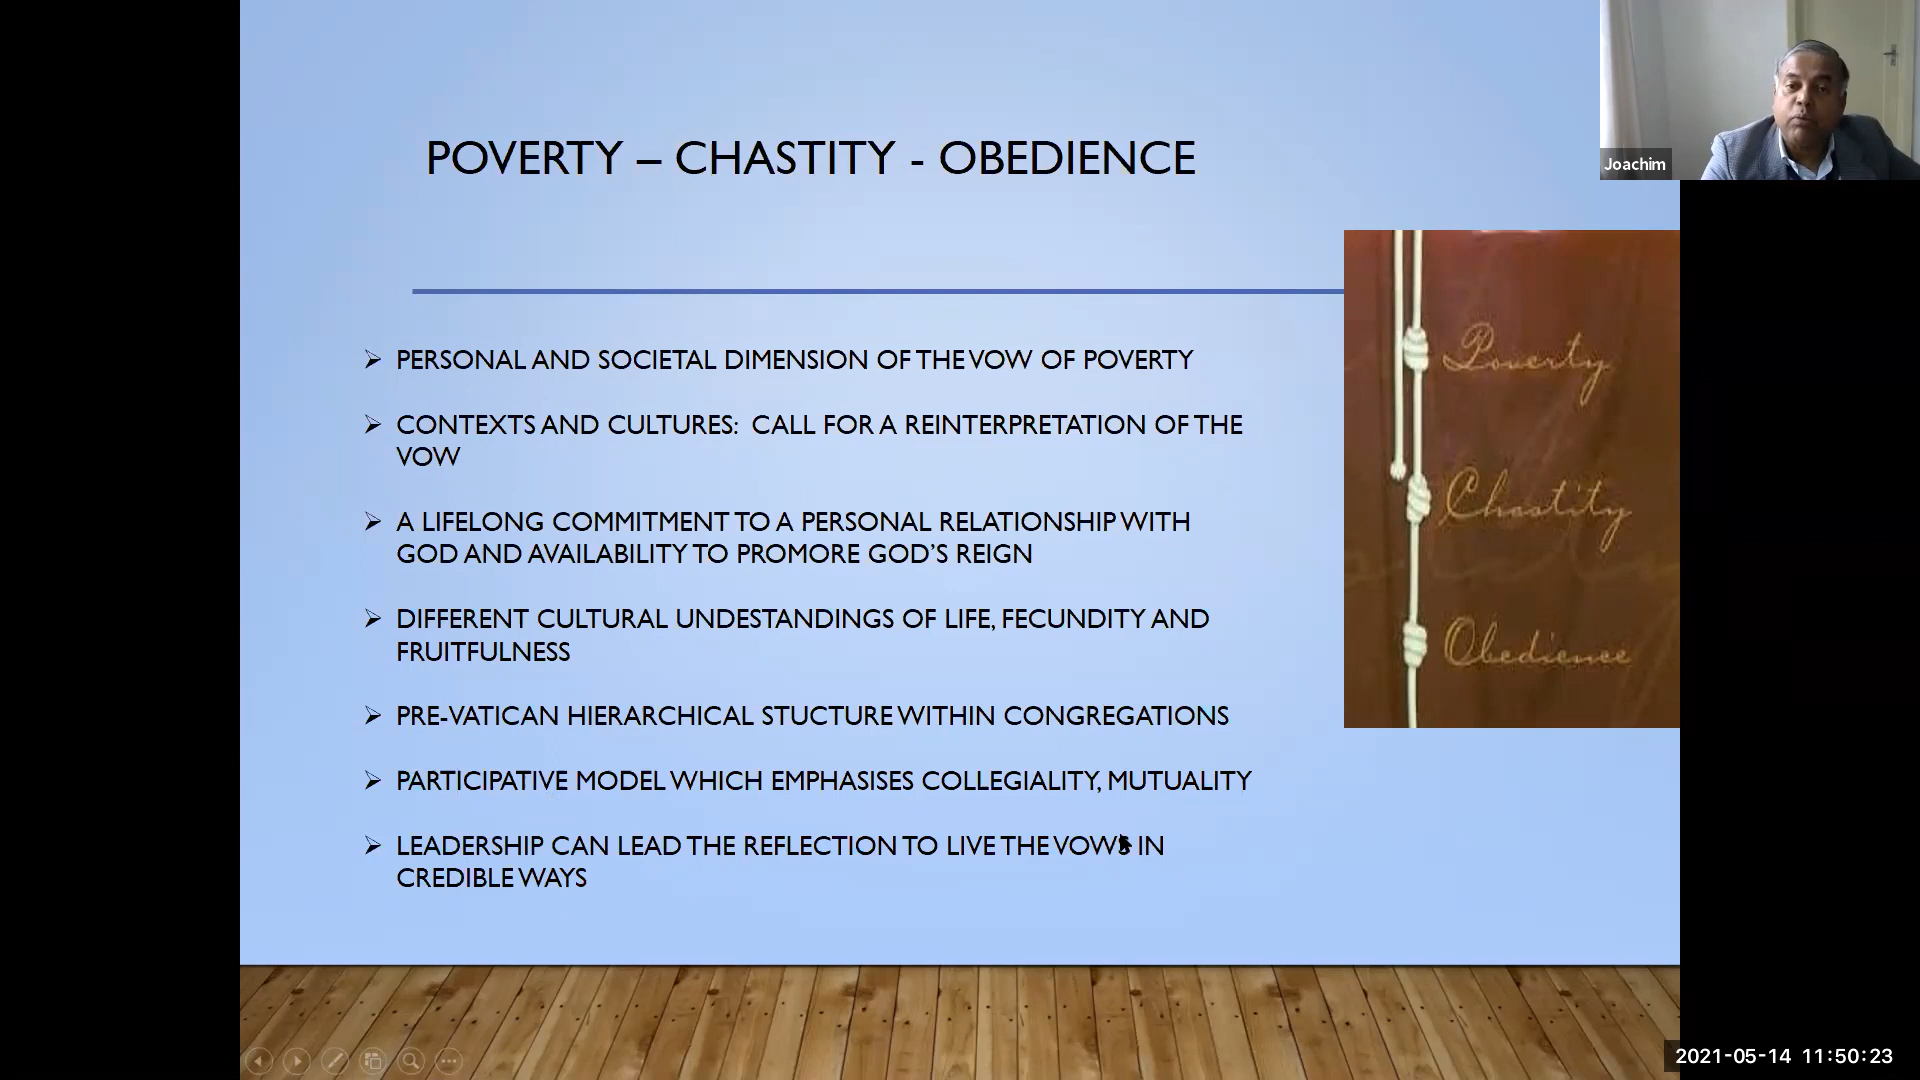 POVERTY – CHASTITY - OBEDIENCE
Joachim
➢ PERSONAL AND SOCIETAL DIMENSION OF THE VOW OF POVERTY
➢ CONTEXTS AND CULTURES: CALL FOR A REINTERPRETATION OF THE
VOW
➢ A LIFELONG COMMITMENT TO A PERSONAL RELATIONSHIP WITH
GOD AND AVAILABILITY TO PROMORE GOD’S REIGN
➢ DIFFERENT CULTURAL UNDESTANDINGS OF LIFE, FECUNDITY AND
FRUITFULNESS
➢ PRE-VATICAN HIERARCHICAL STUCTURE WITHIN CONGREGATIONS
➢ PARTICIPATIVE MODEL WHICH EMPHASISES COLLEGIALITY, MUTUALITY
➢ LEADERSHIP CAN LEAD THE REFLECTION TO LIVE THE VOWS IN
CREDIBLE WAYS
Poverty
Chastity
Obedience
2021-05-14 11:50:23